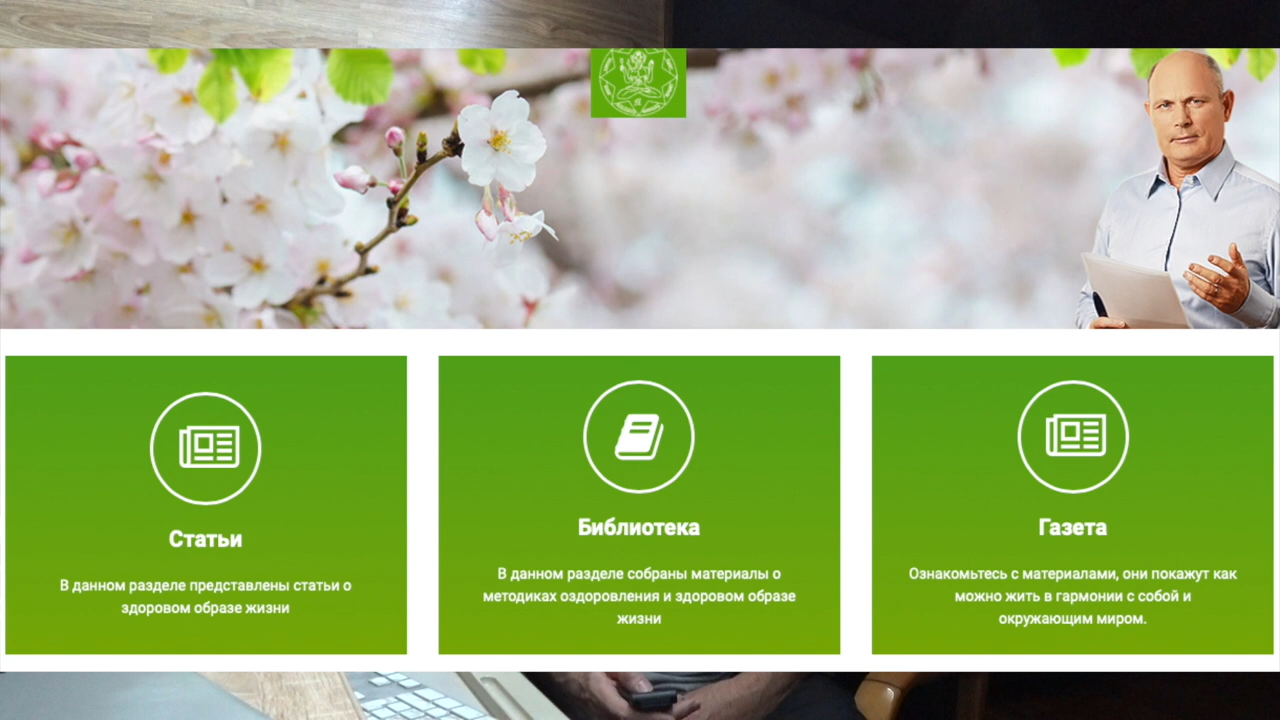 Статьи
В данном разделе представлены статьи о
здоровом образе жизни
Библиотека
В данном разделе собраны материалы о
методиках оздоровления и здоровом образе
жизни
Газета
Ознакомьтесь с материалами, они покажут как
можно жить в гармонии с собой и
окружающим миром.